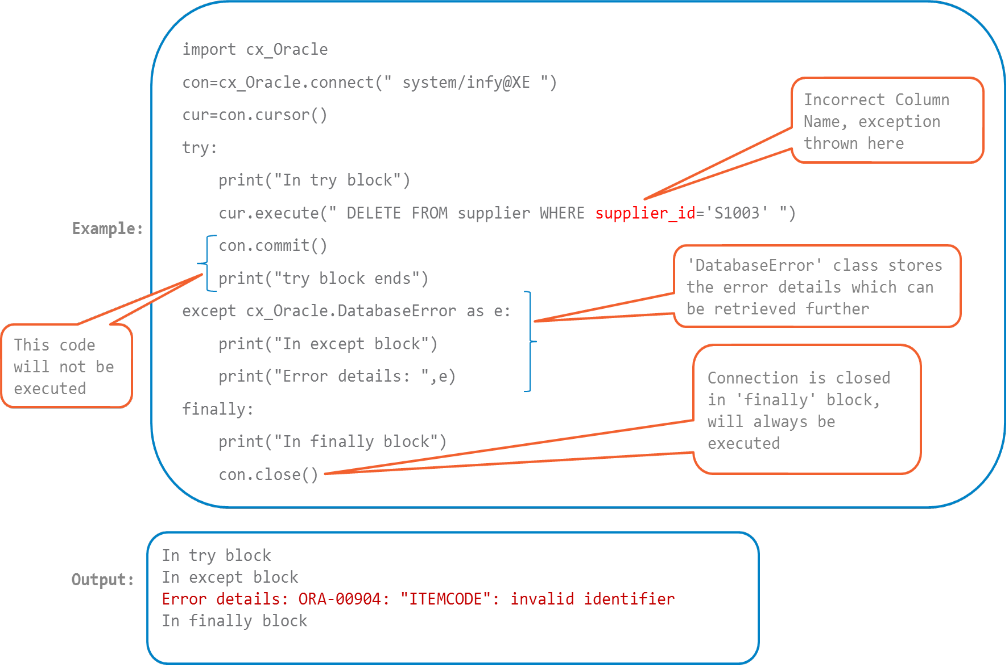 import cx_Oracle
con=cx_Oracle.connect(" system/infy@XE ")
cur=con.cursor()
try:
print("In try block")
cur.execute(" DELETE FROM supplier WHERE supplier_id='S1003' ")
con.commit()
print("try block ends")
except cx_Oracle.DatabaseError as e:
print("In except block")
print("Error details: ",e)
finally:
print("In finally block")
con.close()
Example:
Incorrect Column
Name, exception
thrown here
'DatabaseError' class stores
the error details which can
be retrieved further
This code
will not be
executed
Connection is closed
in 'finally' block,
will always be
executed
Output:
In try block
In except block
Error details: ORA-00904: "ITEMCODE": invalid identifier
In finally block